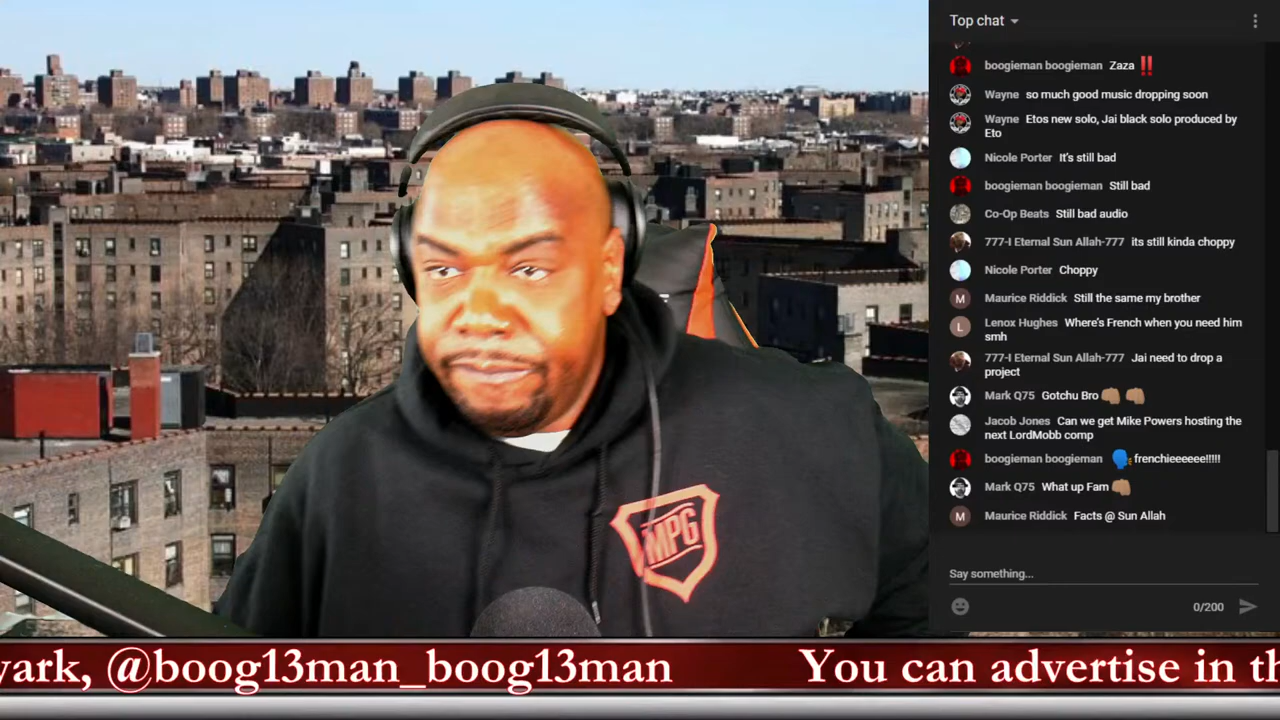 Top chat
boogieman boogieman Zaza ‼️
Wayne so much good music dropping soon
Wayne Etos new solo, Jai black solo produced by
Eto
Nicole Porter It's still bad
boogieman boogieman Still bad
Co-Op Beats Still bad audio
777-I Eternal Sun Allah-777 its still kinda choppy
Nicole Porter Choppy
M Maurice Riddick Still the same my brother
L Lenox Hughes Where's French when you need him
smh
777-I Eternal Sun Allah-777 Jai need to drop a
project
Mark Q75 Gotchu Bro 👊🏽 👊🏽
Jacob Jones Can we get Mike Powers hosting the
next LordMobb comp
boogieman boogieman 🗣️ frenchieeeeee!!!!!
Mark Q75 What up Fam 👊🏽
M Maurice Riddick Facts @ Sun Allah
Say something...
0/200
MPG
yark, @boog13man_boog13man You can advertise in th